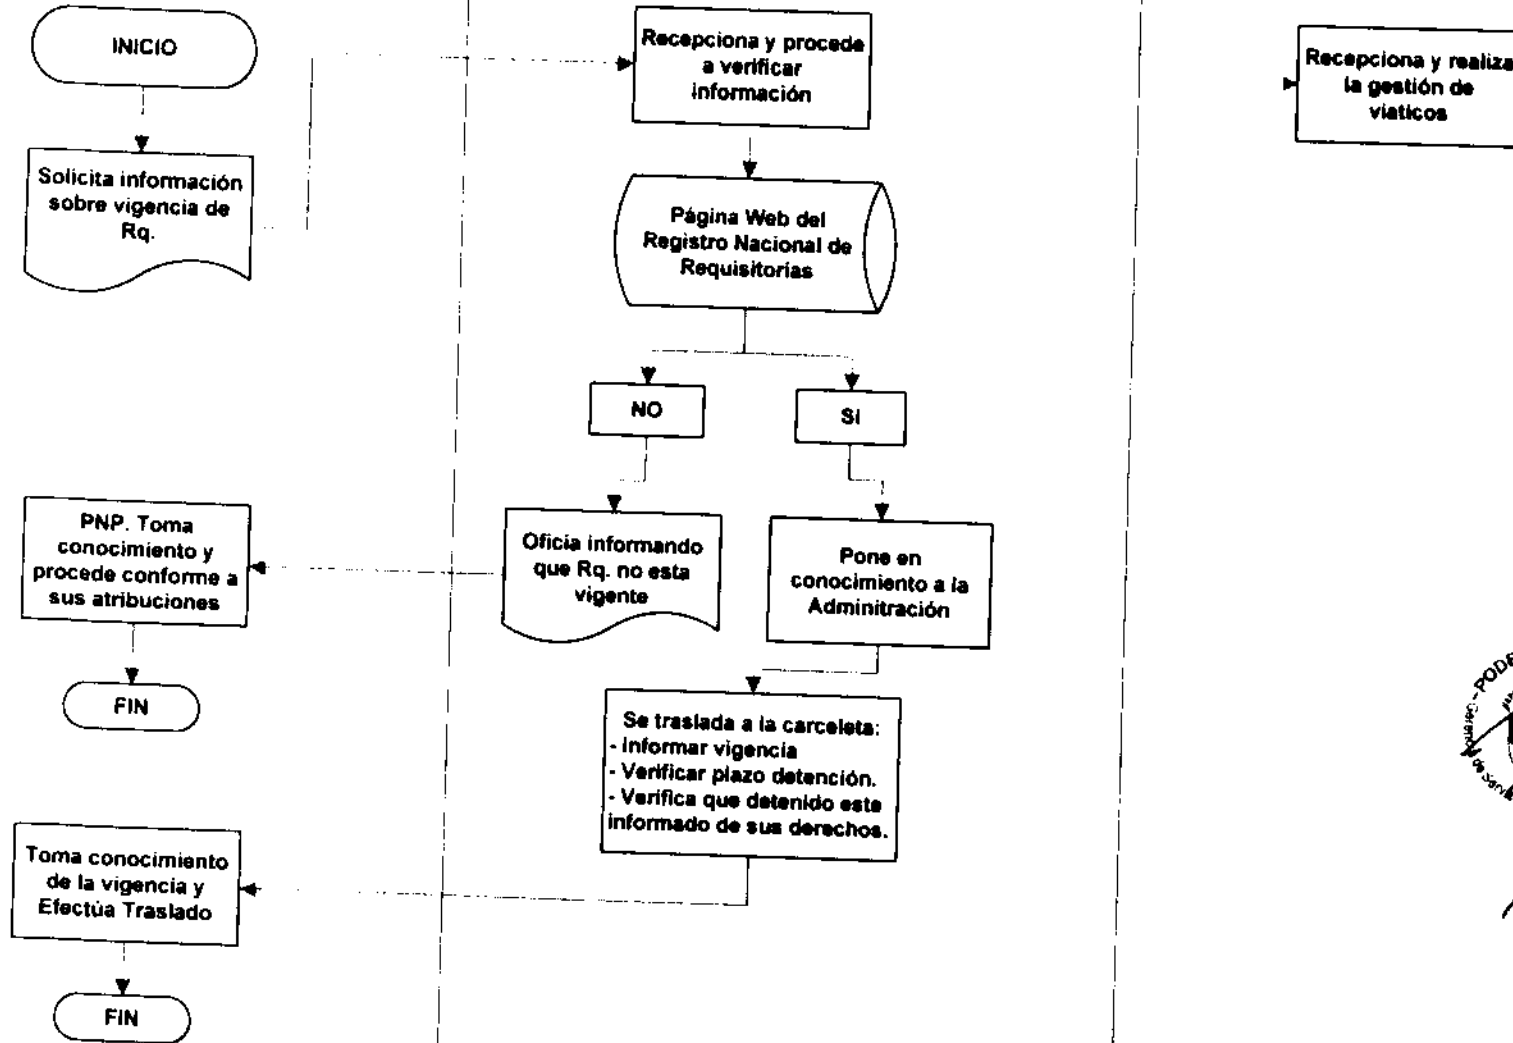 INICIO
Solicita información
sobre vigencia de
Rq.
Recepciona y procede
a verificar
información
Recepciona y realiza
la gestión de
viaticos
Página Web del
Registro Nacional de
Requisitorias
NO
SI
PNP. Toma
conocimiento y
procede conforme a
sus atribuciones
Oficia informando
que Rq. no esta
vigente
Pone en
conocimiento a la
Adminitración
FIN
Se traslada a la carceleta:
- Informar vigencia
- Verificar plazo detención.
- Verifica que detenido este
informado de sus derechos.
Toma conocimiento
de la vigencia y
Efectúa Traslado
FIN